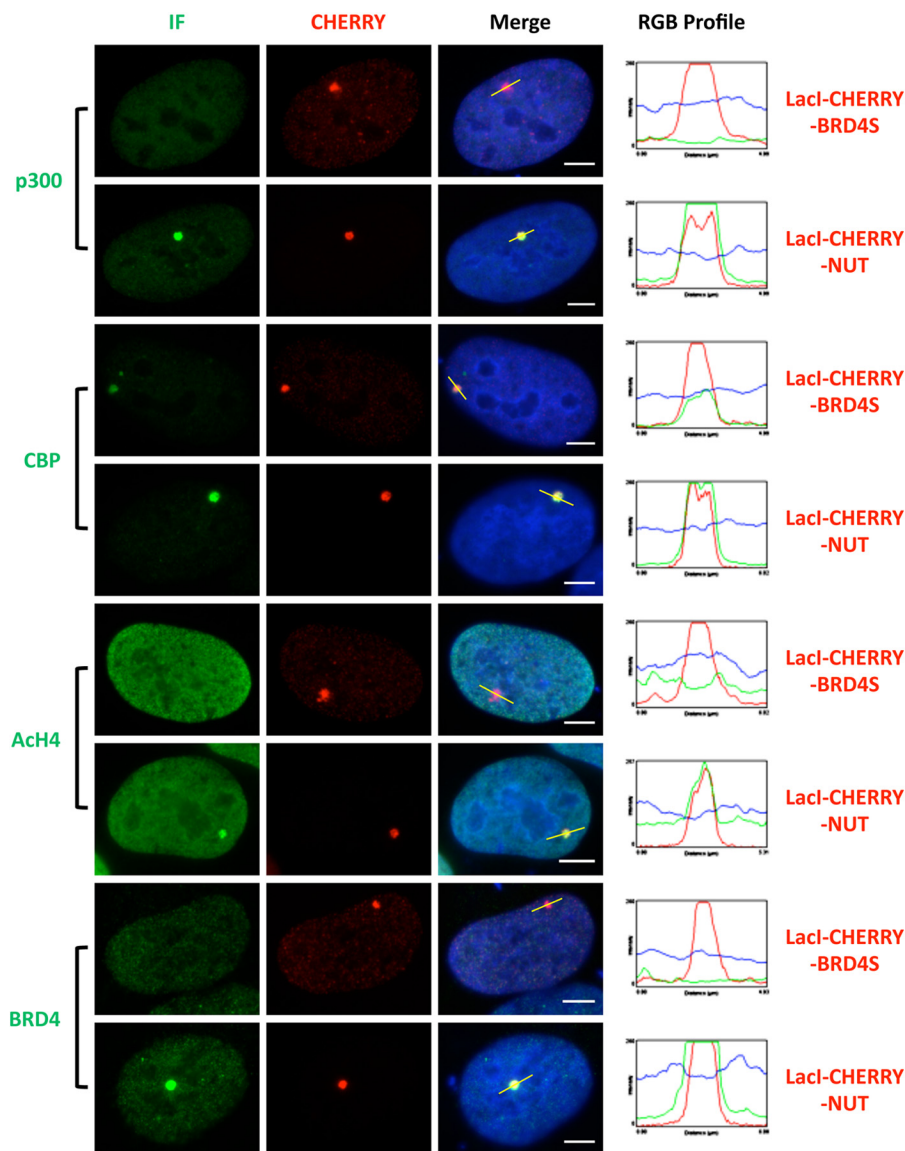 IF CHERRY Merge RGB Profile
p300
LacI-CHERRY
-BRD4S
LacI-CHERRY
-NUT
CBP
LacI-CHERRY
-BRD4S
LacI-CHERRY
-NUT
AcH4
LacI-CHERRY
-BRD4S
LacI-CHERRY
-NUT
BRD4
LacI-CHERRY
-BRD4S
LacI-CHERRY
-NUT